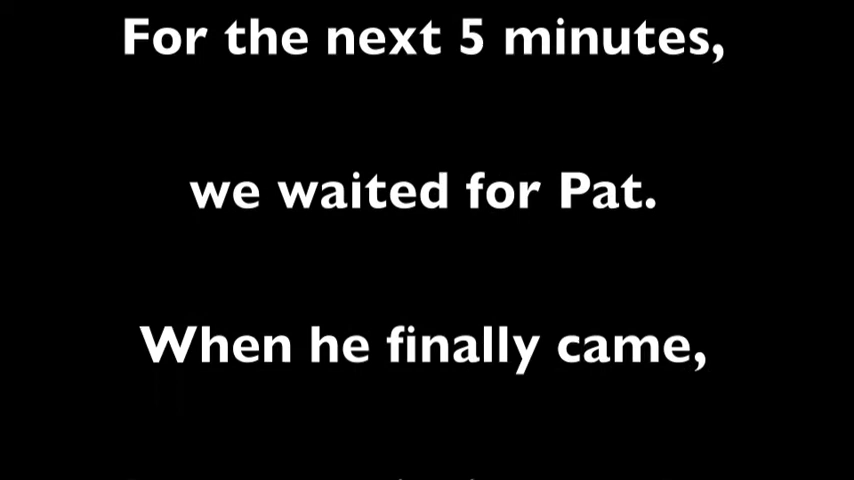 For the next 5 minutes,
we waited for Pat.
When he finally came,